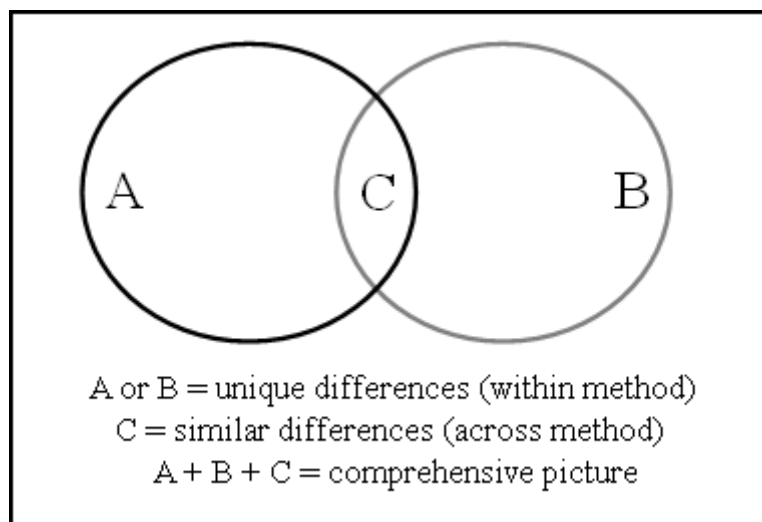 A C B
A or B = unique differences (within method)
C = similar differences (across method)
A + B + C = comprehensive picture